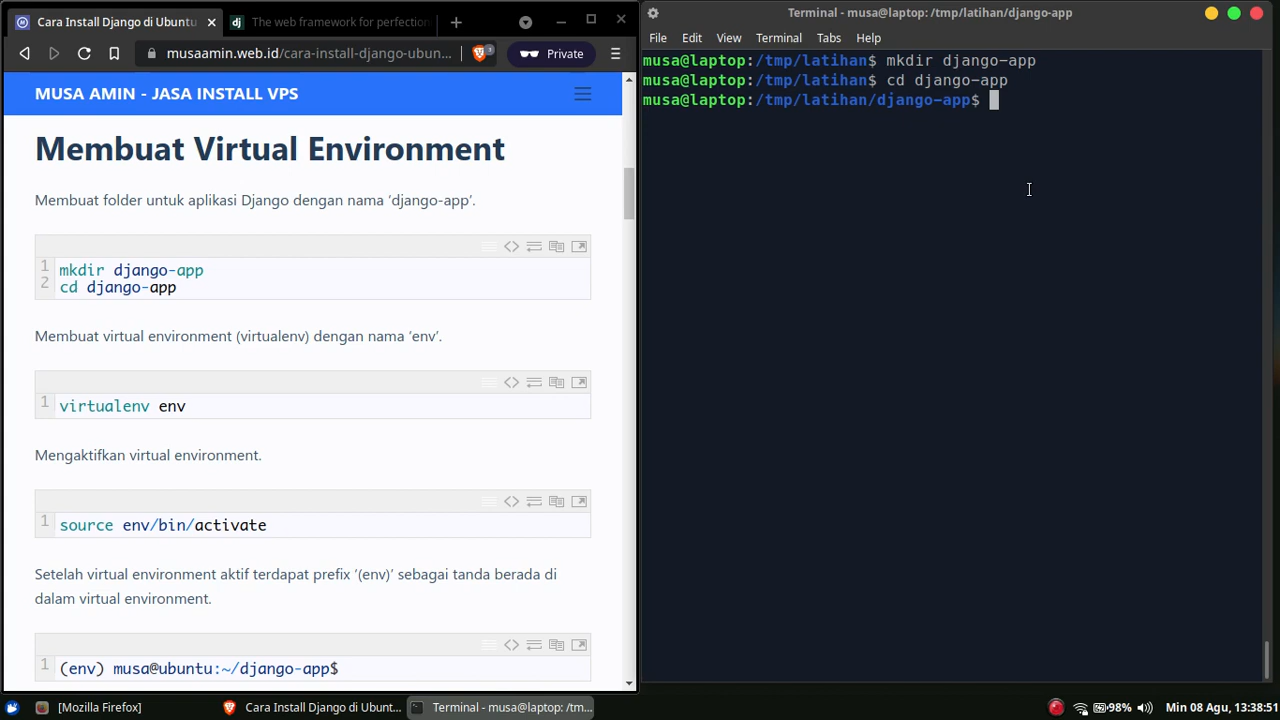 Cara Install Django di Ubuntu
The web framework for perfection
musaamin.web.id/cara-install-django-ubun...
3
Private
MUSA AMIN - JASA INSTALL VPS
Membuat Virtual Environment
Membuat folder untuk aplikasi Django dengan nama ‘django-app’.
1 mkdir django-app
2 cd django-app
Membuat virtual environment (virtualenv) dengan nama ‘env’.
1 virtualenv env
Mengaktifkan virtual environment.
1 source env/bin/activate
Setelah virtual environment aktif terdapat prefix ‘(env)’ sebagai tanda berada di
dalam virtual environment.
1 (env) musa@ubuntu:~/django-app$
Terminal - musa@laptop: /tmp/latihan/django-app
File Edit View Terminal Tabs Help
musa@laptop:/tmp/latihan$ mkdir django-app
musa@laptop:/tmp/latihan$ cd django-app
musa@laptop:/tmp/latihan/django-app$
[Mozilla Firefox]
Cara Install Django di Ubunt...
Terminal - musa@laptop: /tm...
98%
Min 08 Agu, 13:38:51